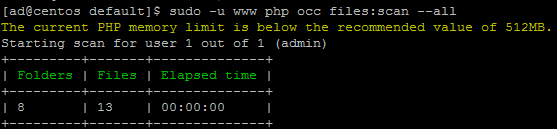 [ad@centos default]$ sudo -u www php occ files:scan --all
The current PHP memory limit is below the recommended value of 512MB.
Starting scan for user 1 out of 1 (admin)
+---------+-------+--------------+
| Folders | Files | Elapsed time |
+---------+-------+--------------+
| 8       | 13    | 00:00:00     |
+---------+-------+--------------+